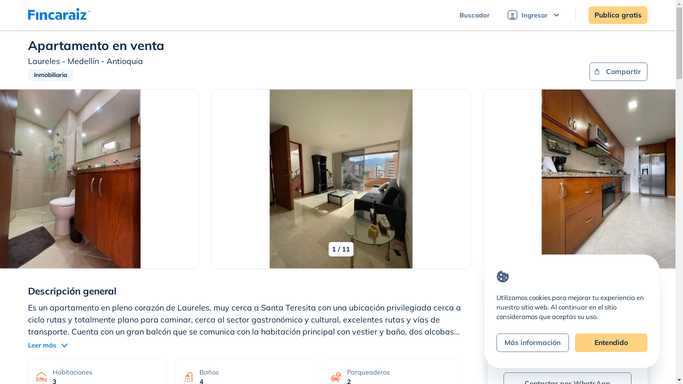 Fincaraiz
Buscador
Ingresar
Publica gratis
Apartamento en venta
Laureles - Medellín - Antioquia
Inmobiliaria
Compartir
1 / 11
Descripción general
Es un apartamento en pleno corazón de Laureles, muy cerca a Santa Teresita con una ubicación privilegiada cerca a
ciclo rutas y totalmente plano para caminar, cerca al sector gastronómico y cultural, excelentes rutas y vías de
transporte. Cuenta con un gran balcón que se comunica con la habitación principal con vestier y baño, dos alcobas...
Leer más
Habitaciones
3
Baños
4
Parqueaderos
2
Utilizamos cookies para mejorar tu experiencia en
nuestro sitio web. Al continuar en el sitio
consideramos que aceptas su uso.
Más información
Entendido
Contactar por WhatsApp